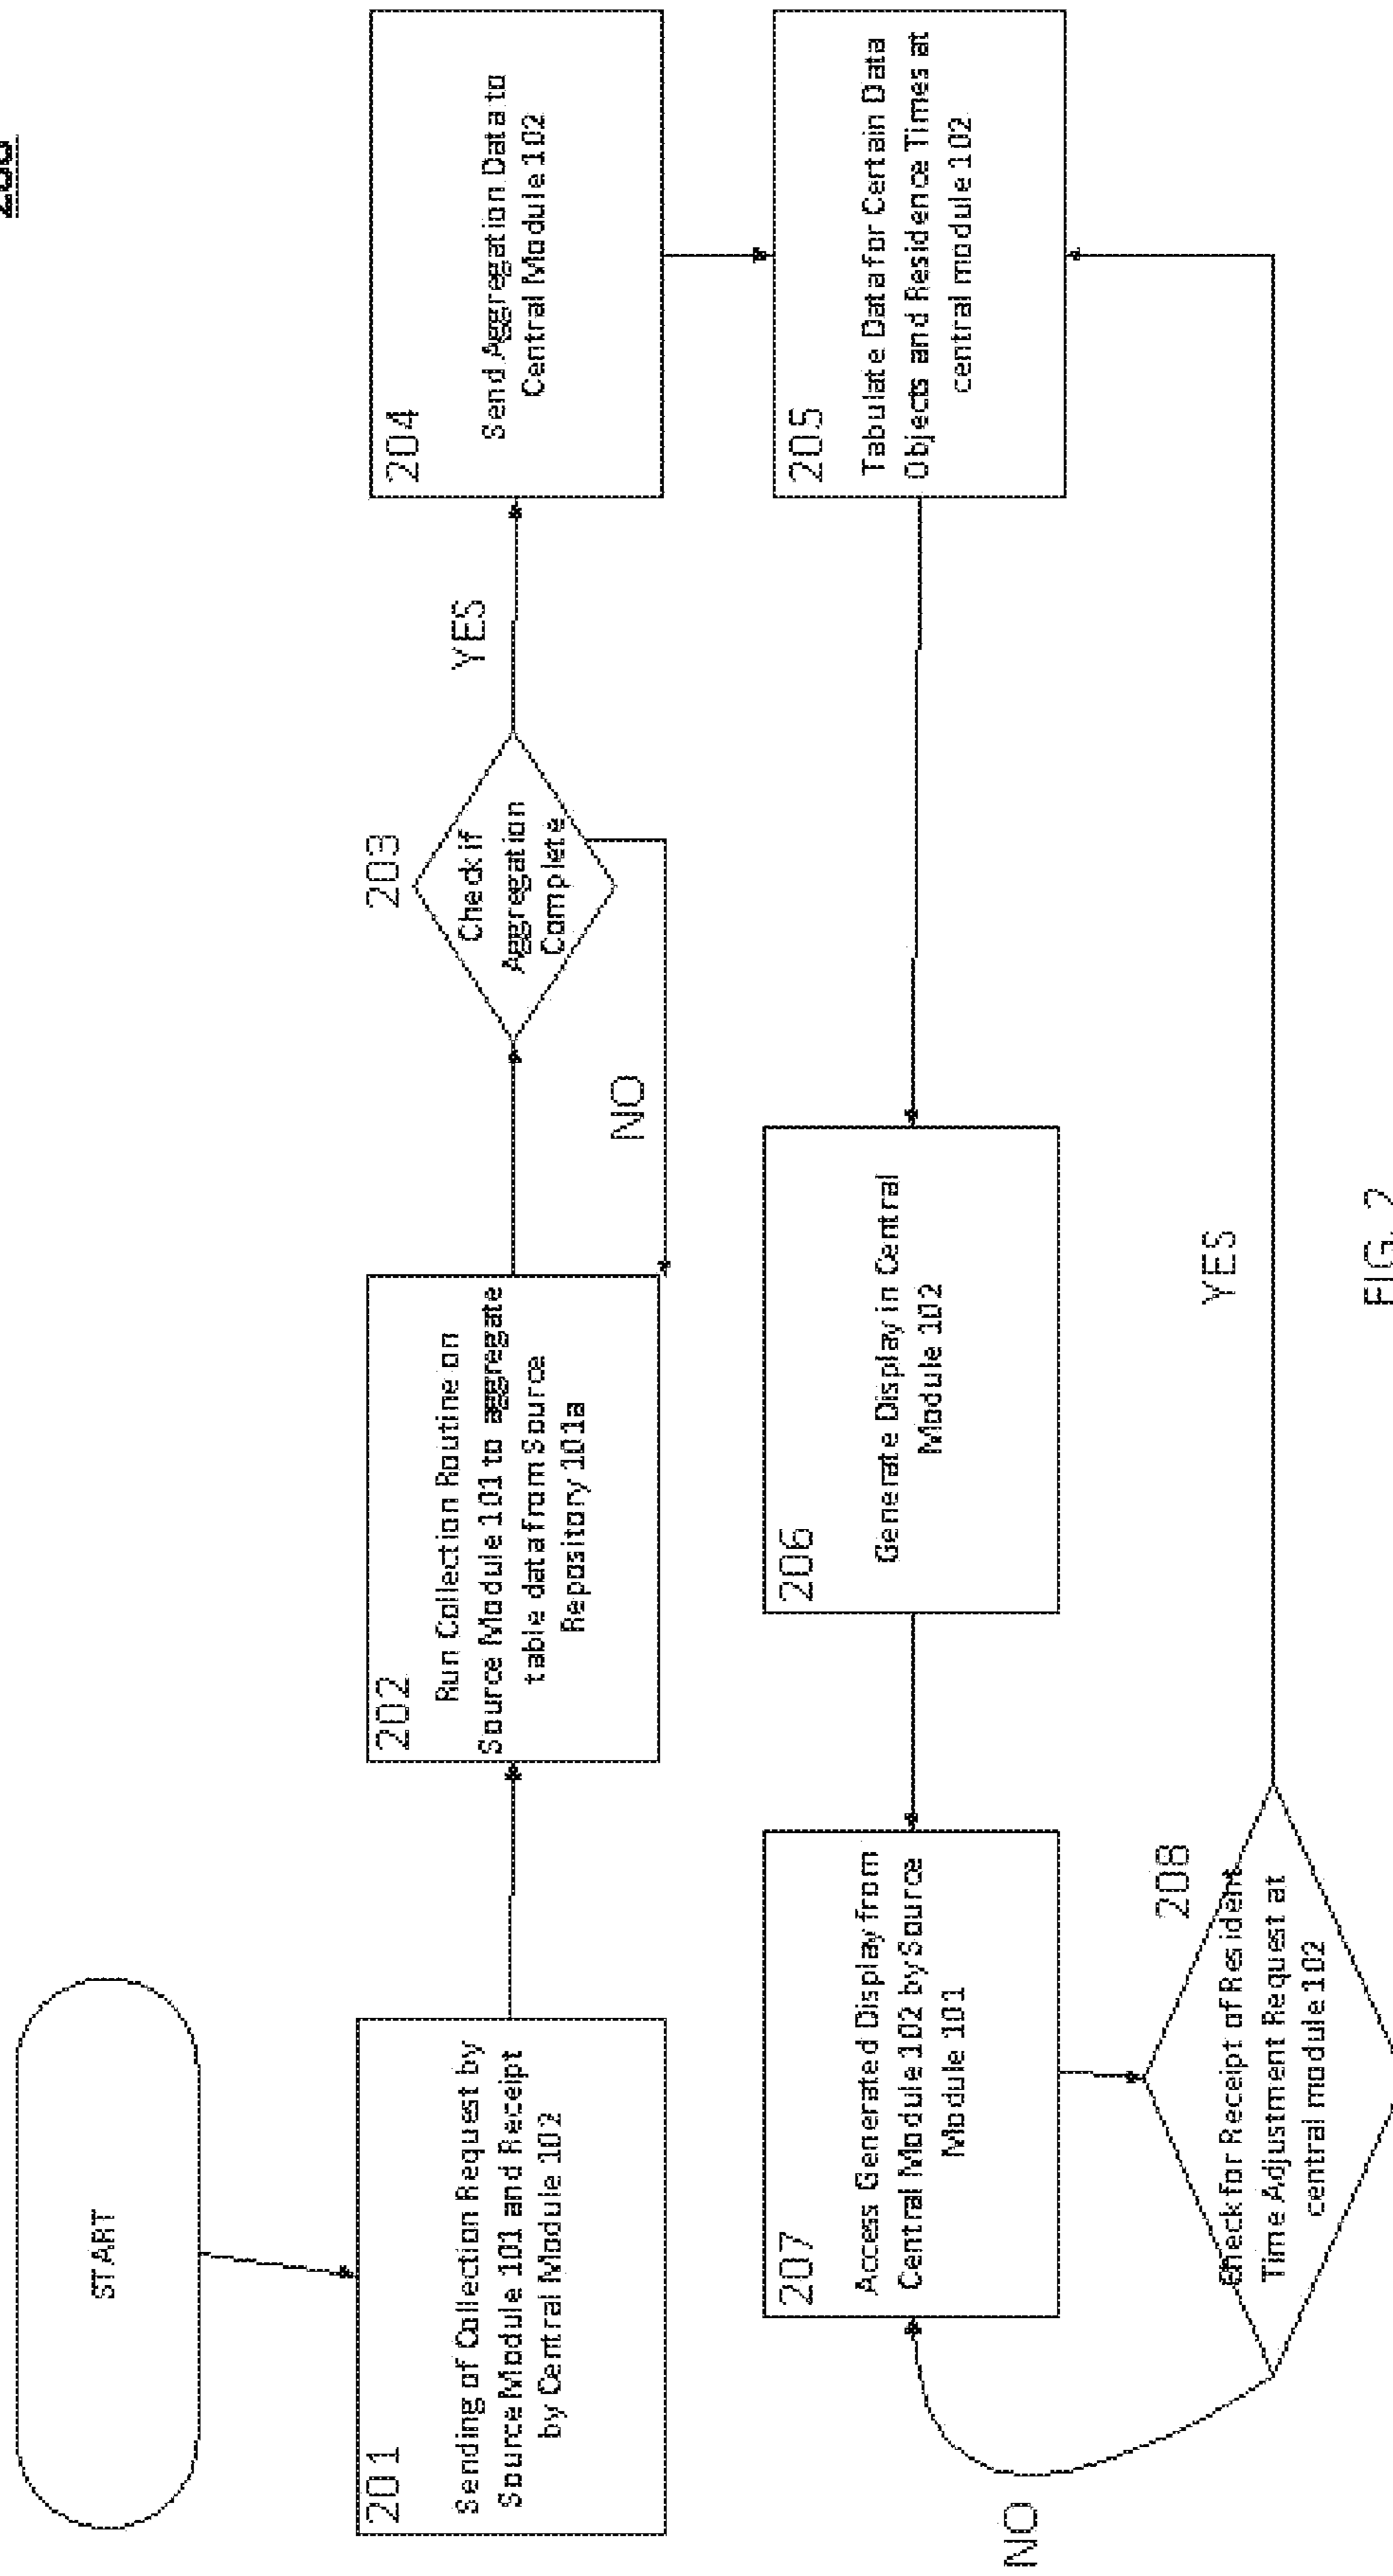 START
201
Sending of Collection Request by
Source Module 101 and Receipt
by Central Module 102
202
Run Collection Routine on
Source Module 101 to aggregate
table data from Source
Repository 101a
203
Check if
Aggregation
Complete
YES
NO
204
Send Aggregation Data to
Central Module 102
205
Tabulate Data for Certain Data
Objects and Residence Times at
central module 102
206
Generate Display in Central
Module 102
207
Access Generated Display from
Central Module 102 by Source
Module 101
208
Check for Receipt of Resident
Time Adjustment Request at
central module 102
YES
NO
FIG. 2